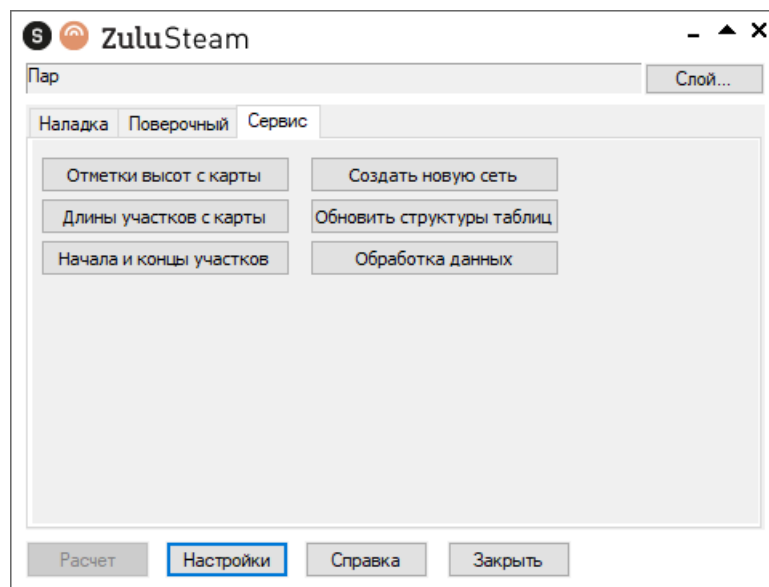 S ZuluSteam
Пар
Слой...
Наладка Поверочный Сервис
Отметки высот с карты Создать новую сеть
Длины участков с карты Обновить структуры таблиц
Начала и концы участков Обработка данных
Расчет Настройки Справка Закрыть